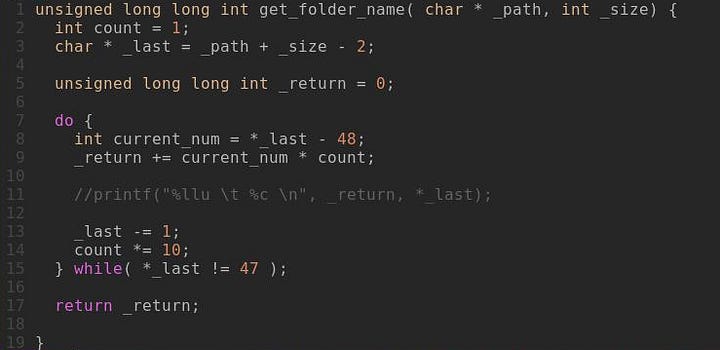 1 unsigned long long int get_folder_name( char * _path, int _size) {
2   int count = 1;
3   char * _last = _path + _size - 2;
4
5   unsigned long long int _return = 0;
6
7   do {
8     int current_num = *_last - 48;
9     _return += current_num * count;
10
11     //printf("%llu \t %c \n", _return, *_last);
12
13     _last -= 1;
14     count *= 10;
15   } while( *_last != 47 );
16
17   return _return;
18
19 }